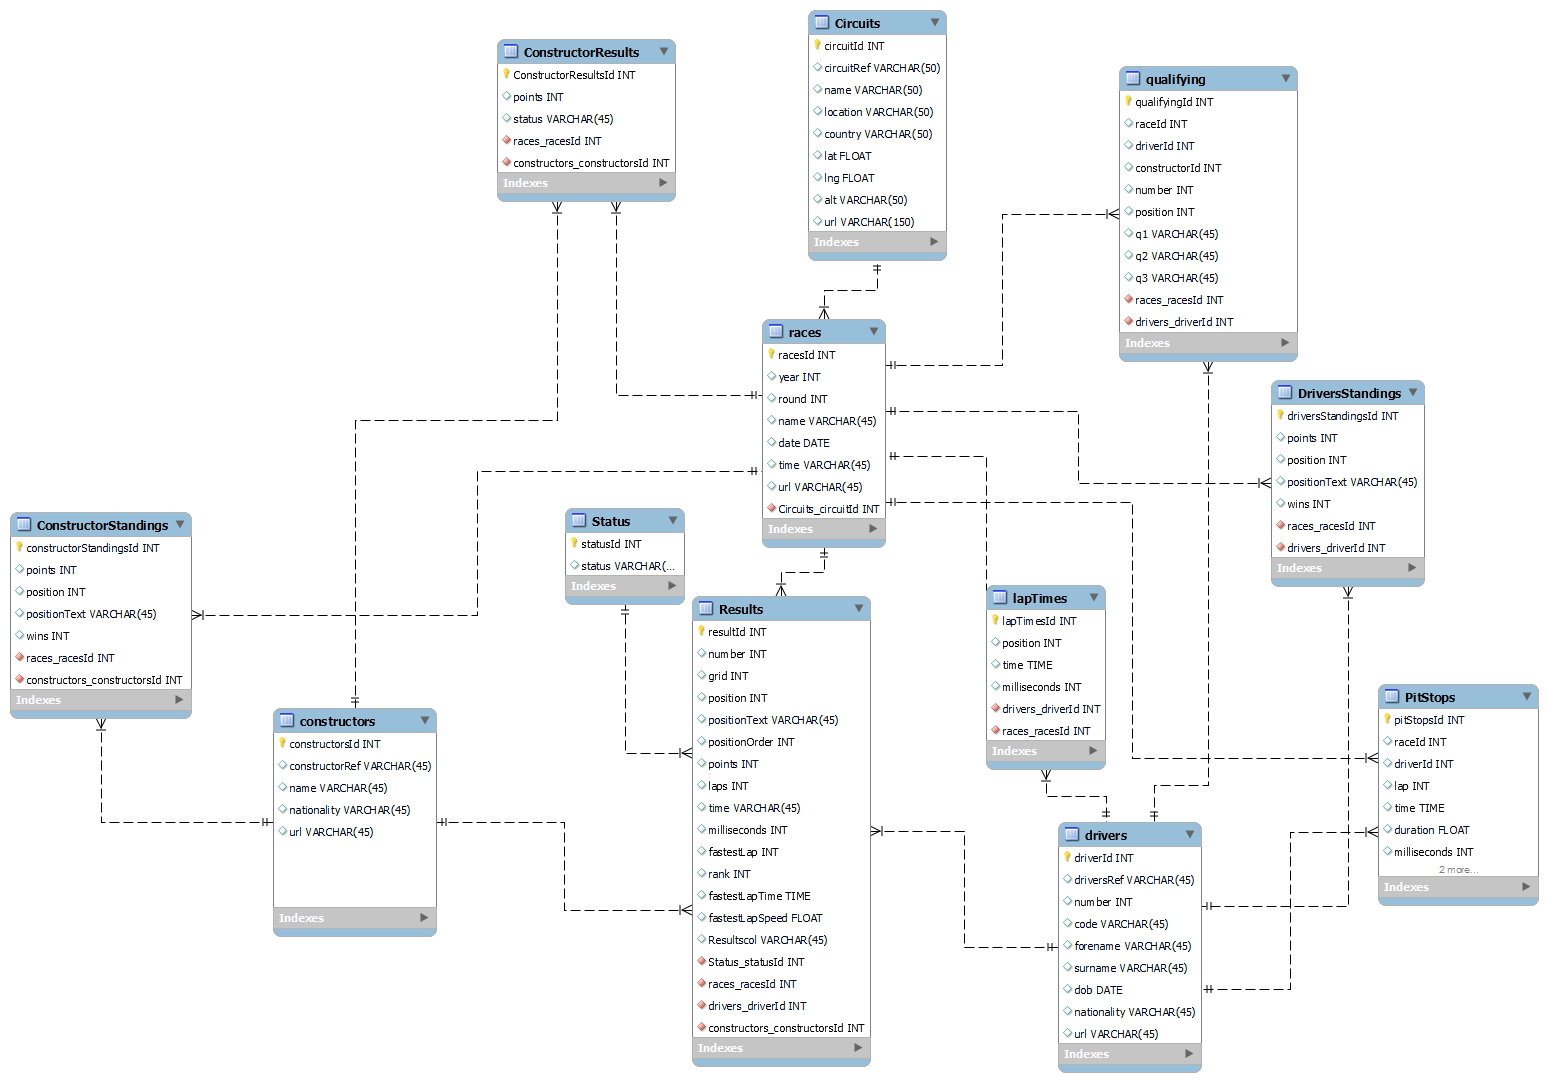 Circuits
circuitId INT
circuitRef VARCHAR(50)
name VARCHAR(50)
location VARCHAR(50)
country VARCHAR(50)
lat FLOAT
lng FLOAT
alt VARCHAR(50)
url VARCHAR(150)
Indexes
ConstructorResults
ConstructorResultsId INT
points INT
status VARCHAR(45)
races_racesId INT
constructors_constructorsId INT
Indexes
qualifying
qualifyingId INT
raceId INT
driverId INT
constructorId INT
number INT
position INT
q1 VARCHAR(45)
q2 VARCHAR(45)
q3 VARCHAR(45)
races_racesId INT
drivers_driverId INT
Indexes
races
racesId INT
year INT
round INT
name VARCHAR(45)
date DATE
time VARCHAR(45)
url VARCHAR(45)
Circuits_circuitId INT
Indexes
DriversStandings
driversStandingsId INT
points INT
position INT
positionText VARCHAR(45)
wins INT
races_racesId INT
drivers_driverId INT
Indexes
ConstructorStandings
constructorStandingsId INT
points INT
position INT
positionText VARCHAR(45)
wins INT
races_racesId INT
constructors_constructorsId INT
Indexes
Status
statusId INT
status VARCHAR(...
Indexes
Results
resultId INT
number INT
grid INT
position INT
positionText VARCHAR(45)
positionOrder INT
points INT
laps INT
time VARCHAR(45)
milliseconds INT
fastestLap INT
rank INT
fastestLapTime TIME
fastestLapSpeed FLOAT
Resultscol VARCHAR(45)
Status_statusId INT
races_racesId INT
drivers_driverId INT
constructors_constructorsId INT
Indexes
lapTimes
lapTimesId INT
position INT
time TIME
milliseconds INT
drivers_driverId INT
races_racesId INT
Indexes
PitStops
pitStopsId INT
raceId INT
driverId INT
lap INT
time TIME
duration FLOAT
milliseconds INT
2 more...
Indexes
constructors
constructorsId INT
constructorRef VARCHAR(45)
name VARCHAR(45)
nationality VARCHAR(45)
url VARCHAR(45)
Indexes
drivers
driverId INT
driversRef VARCHAR(45)
number INT
code VARCHAR(45)
forename VARCHAR(45)
surname VARCHAR(45)
dob DATE
nationality VARCHAR(45)
url VARCHAR(45)
Indexes